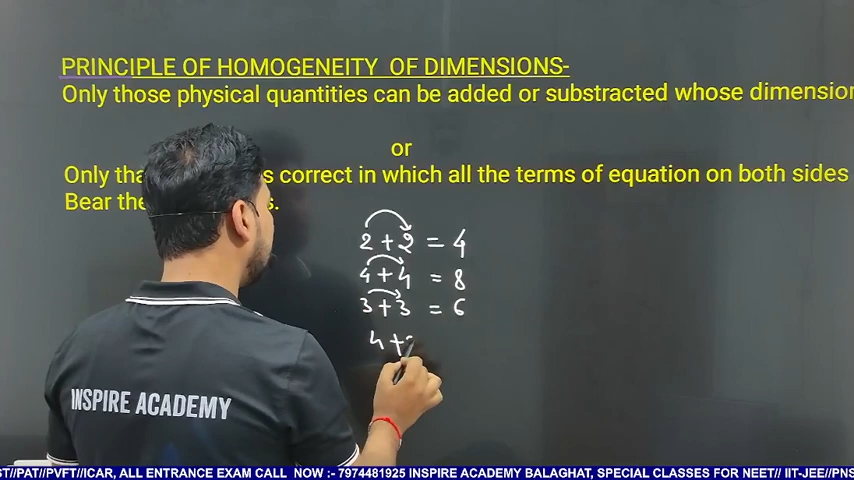 PRINCIPLE OF HOMOGENEITY OF DIMENSIONS-
Only those physical quantities can be added or substracted whose dimension
or
Only tha s correct in which all the terms of equation on both sides
Bear the s.
2 + 2 = 4
4 + 4 = 8
3 + 3 = 6
4 +
INSPIRE ACADEMY
ST//PAT//PVFT//ICAR, ALL ENTRANCE EXAM CALL NOW :- 7974481925 INSPIRE ACADEMY BALAGHAT, SPECIAL CLASSES FOR NEET// IIT-JEE//PNS